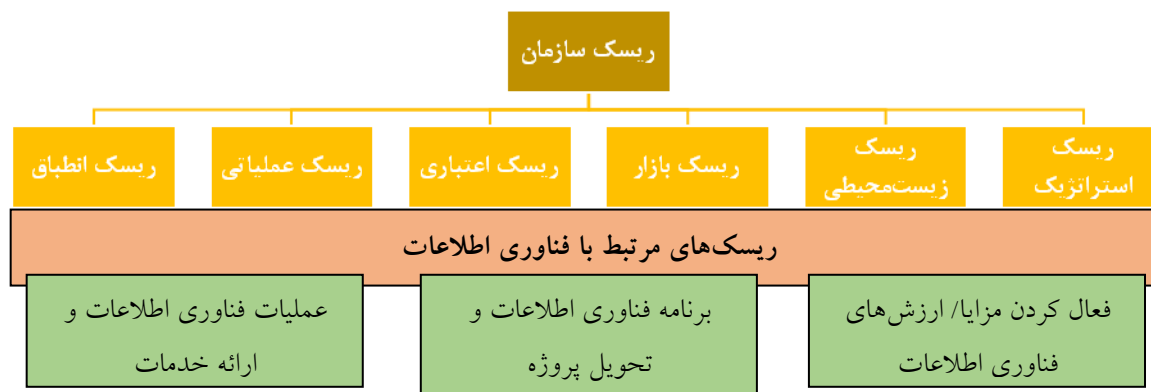 ریسک سازمان
ریسک
استراتژیک
ریسک
زیست‌محیطی
ریسک بازار
ریسک اعتباری
ریسک عملیاتی
ریسک انطباق
ریسک‌های مرتبط با فناوری اطلاعات
فعال کردن مزایا/ ارزش‌های
فناوری اطلاعات
برنامه فناوری اطلاعات و
تحویل پروژه
عملیات فناوری اطلاعات و
ارائه خدمات